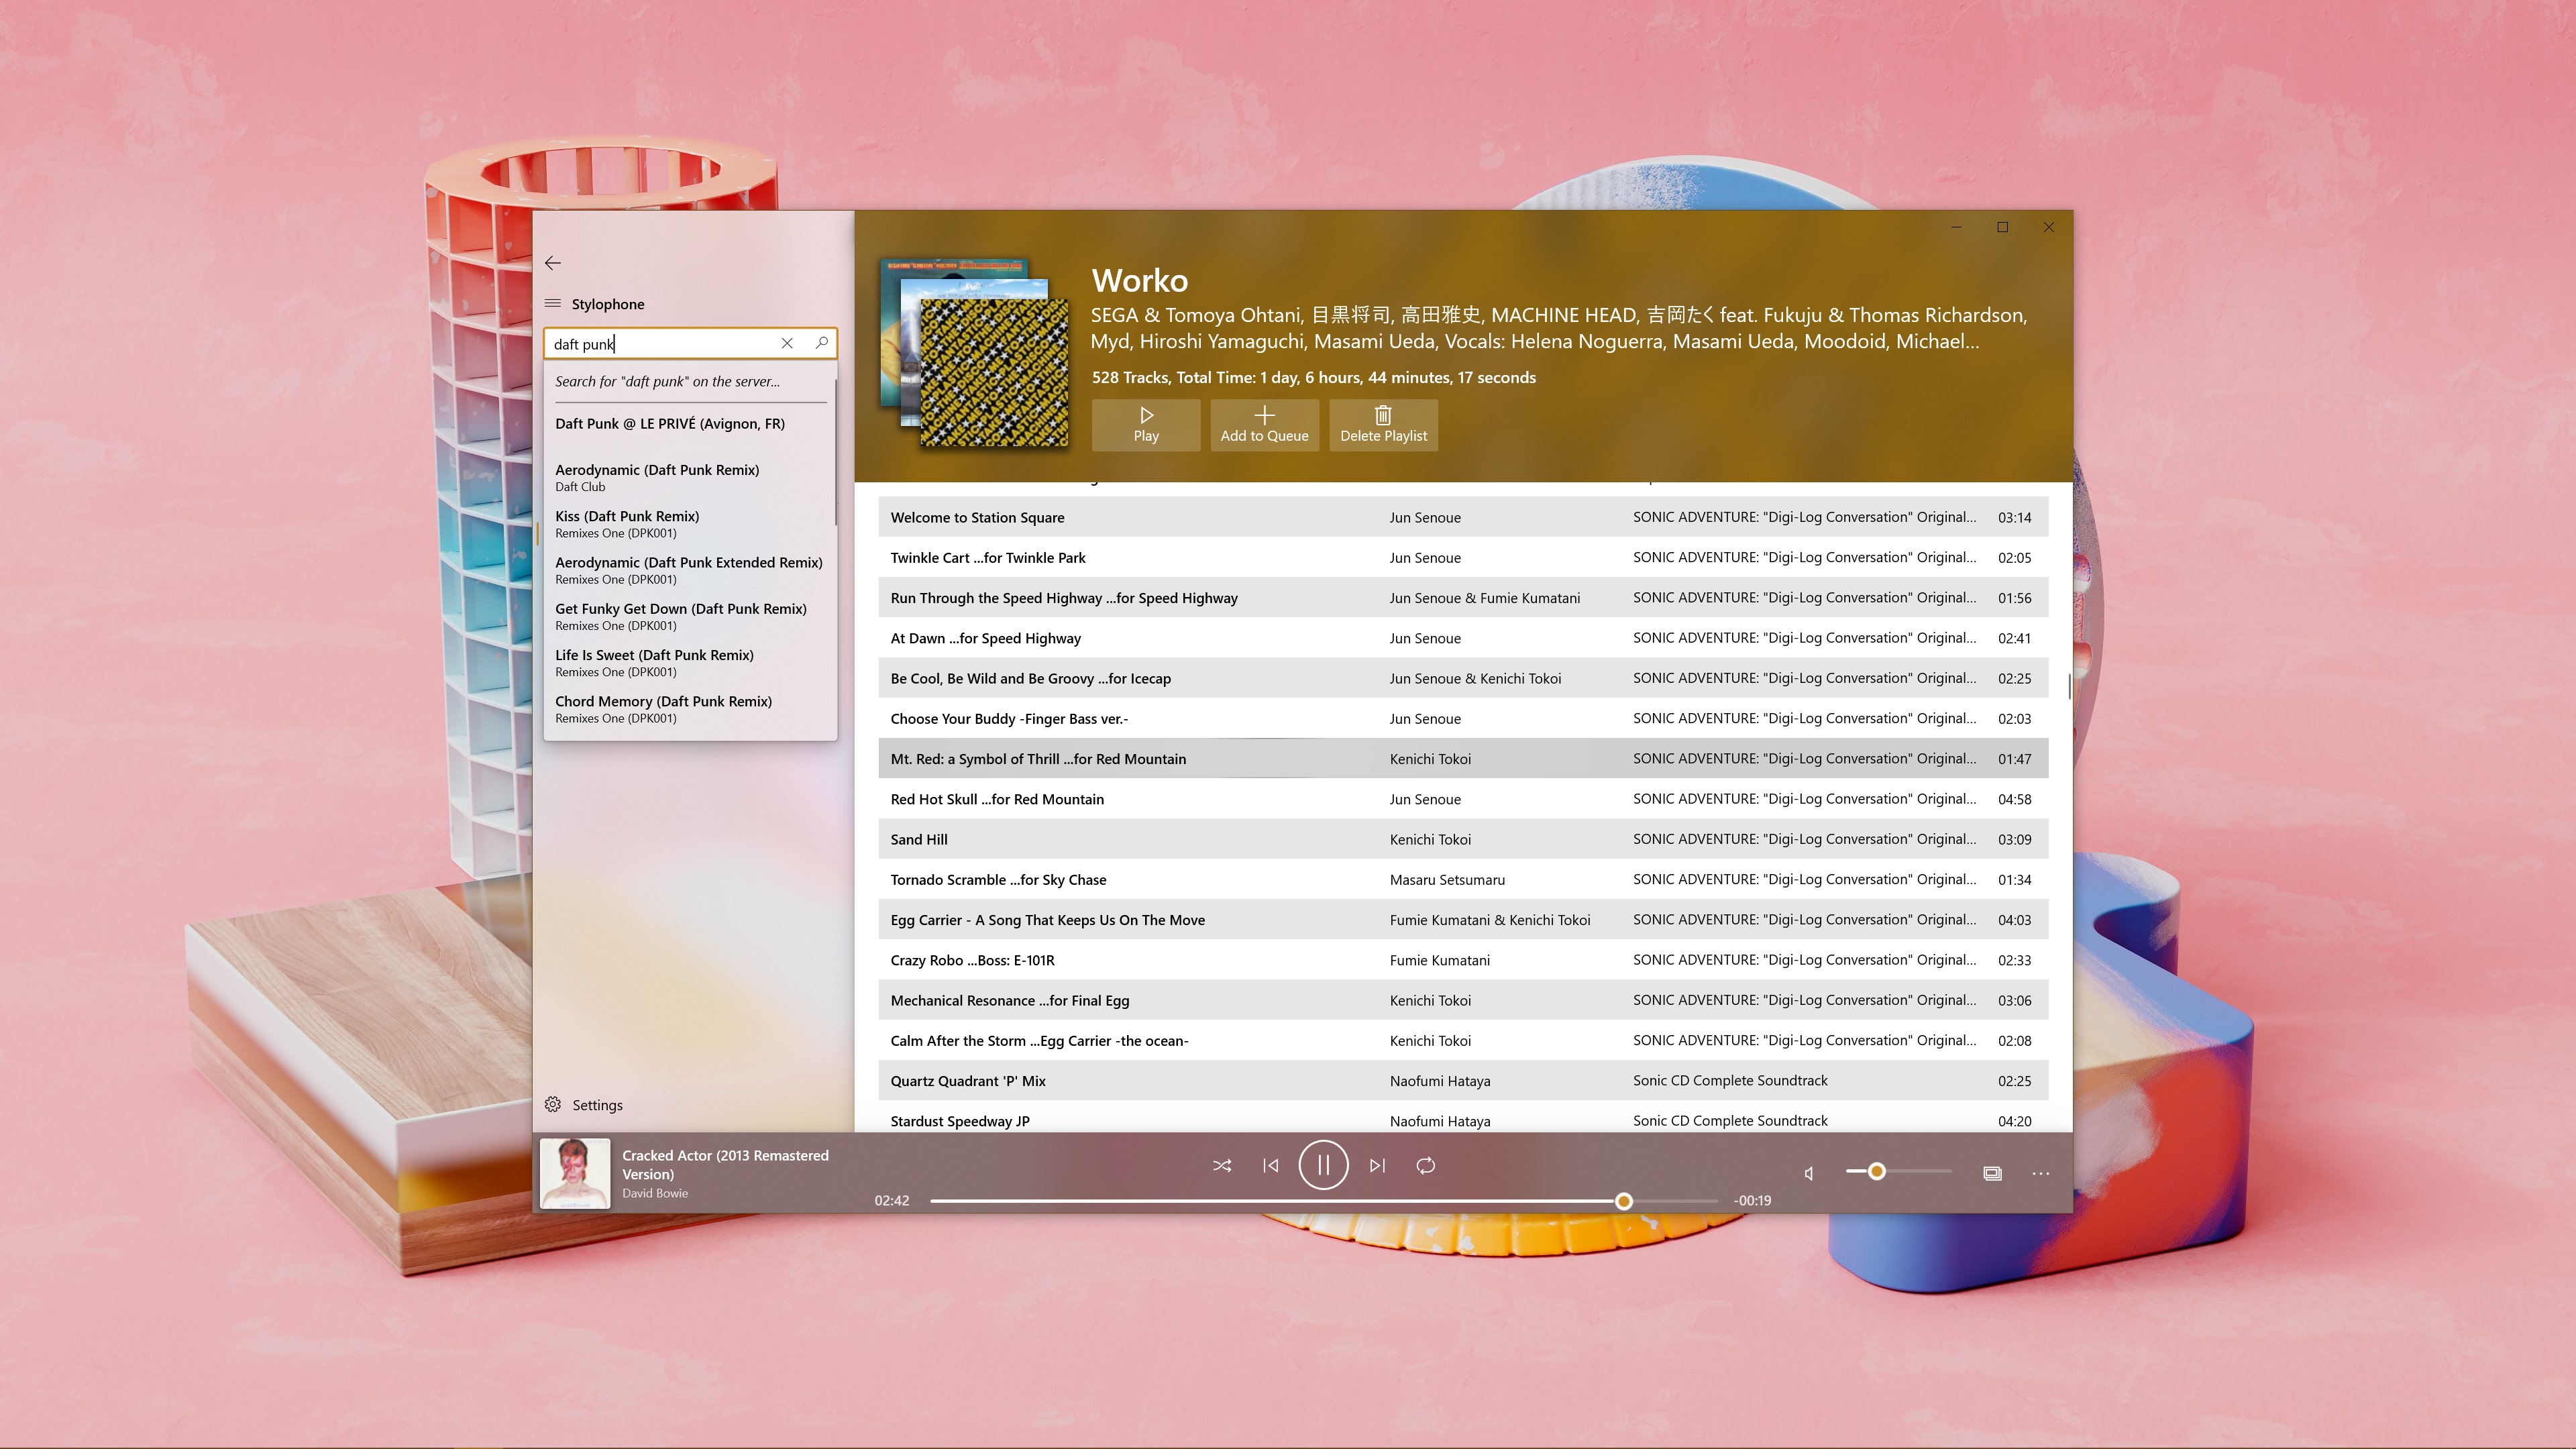 Stylophone
daft punk
Search for "daft punk" on the server...
Daft Punk @ LE PRIVÉ (Avignon, FR)
Aerodynamic (Daft Punk Remix)
Daft Club
Kiss (Daft Punk Remix)
Remixes One (DPK001)
Aerodynamic (Daft Punk Extended Remix)
Remixes One (DPK001)
Get Funky Get Down (Daft Punk Remix)
Remixes One (DPK001)
Life Is Sweet (Daft Punk Remix)
Remixes One (DPK001)
Chord Memory (Daft Punk Remix)
Remixes One (DPK001)
Settings
Worko
SEGA & Tomoya Ohtani, 目黒将司, 高田雅史, MACHINE HEAD, 吉岡たく feat. Fukuju & Thomas Richardson,
Myd, Hiroshi Yamaguchi, Masami Ueda, Vocals: Helena Noguerra, Masami Ueda, Moodoid, Michael...
528 Tracks, Total Time: 1 day, 6 hours, 44 minutes, 17 seconds
Play Add to Queue Delete Playlist
Welcome to Station Square Jun Senoue SONIC ADVENTURE: "Digi-Log Conversation" Original... 03:14
Twinkle Cart ...for Twinkle Park Jun Senoue SONIC ADVENTURE: "Digi-Log Conversation" Original... 02:05
Run Through the Speed Highway ...for Speed Highway Jun Senoue & Fumie Kumatani SONIC ADVENTURE: "Digi-Log Conversation" Original... 01:56
At Dawn ...for Speed Highway Jun Senoue SONIC ADVENTURE: "Digi-Log Conversation" Original... 02:41
Be Cool, Be Wild and Be Groovy ...for Icecap Jun Senoue & Kenichi Tokoi SONIC ADVENTURE: "Digi-Log Conversation" Original... 02:25
Choose Your Buddy -Finger Bass ver.- Jun Senoue SONIC ADVENTURE: "Digi-Log Conversation" Original... 02:03
Mt. Red: a Symbol of Thrill ...for Red Mountain Kenichi Tokoi SONIC ADVENTURE: "Digi-Log Conversation" Original... 01:47
Red Hot Skull ...for Red Mountain Jun Senoue SONIC ADVENTURE: "Digi-Log Conversation" Original... 04:58
Sand Hill Kenichi Tokoi SONIC ADVENTURE: "Digi-Log Conversation" Original... 03:09
Tornado Scramble ...for Sky Chase Masaru Setsumaru SONIC ADVENTURE: "Digi-Log Conversation" Original... 01:34
Egg Carrier - A Song That Keeps Us On The Move Fumie Kumatani & Kenichi Tokoi SONIC ADVENTURE: "Digi-Log Conversation" Original... 04:03
Crazy Robo ...Boss: E-101R Fumie Kumatani SONIC ADVENTURE: "Digi-Log Conversation" Original... 02:33
Mechanical Resonance ...for Final Egg Kenichi Tokoi SONIC ADVENTURE: "Digi-Log Conversation" Original... 03:06
Calm After the Storm ...Egg Carrier -the ocean- Kenichi Tokoi SONIC ADVENTURE: "Digi-Log Conversation" Original... 02:08
Quartz Quadrant 'P' Mix Naofumi Hataya Sonic CD Complete Soundtrack 02:25
Stardust Speedway JP Naofumi Hataya Sonic CD Complete Soundtrack 04:20
Cracked Actor (2013 Remastered
Version)
David Bowie
02:42 -00:19